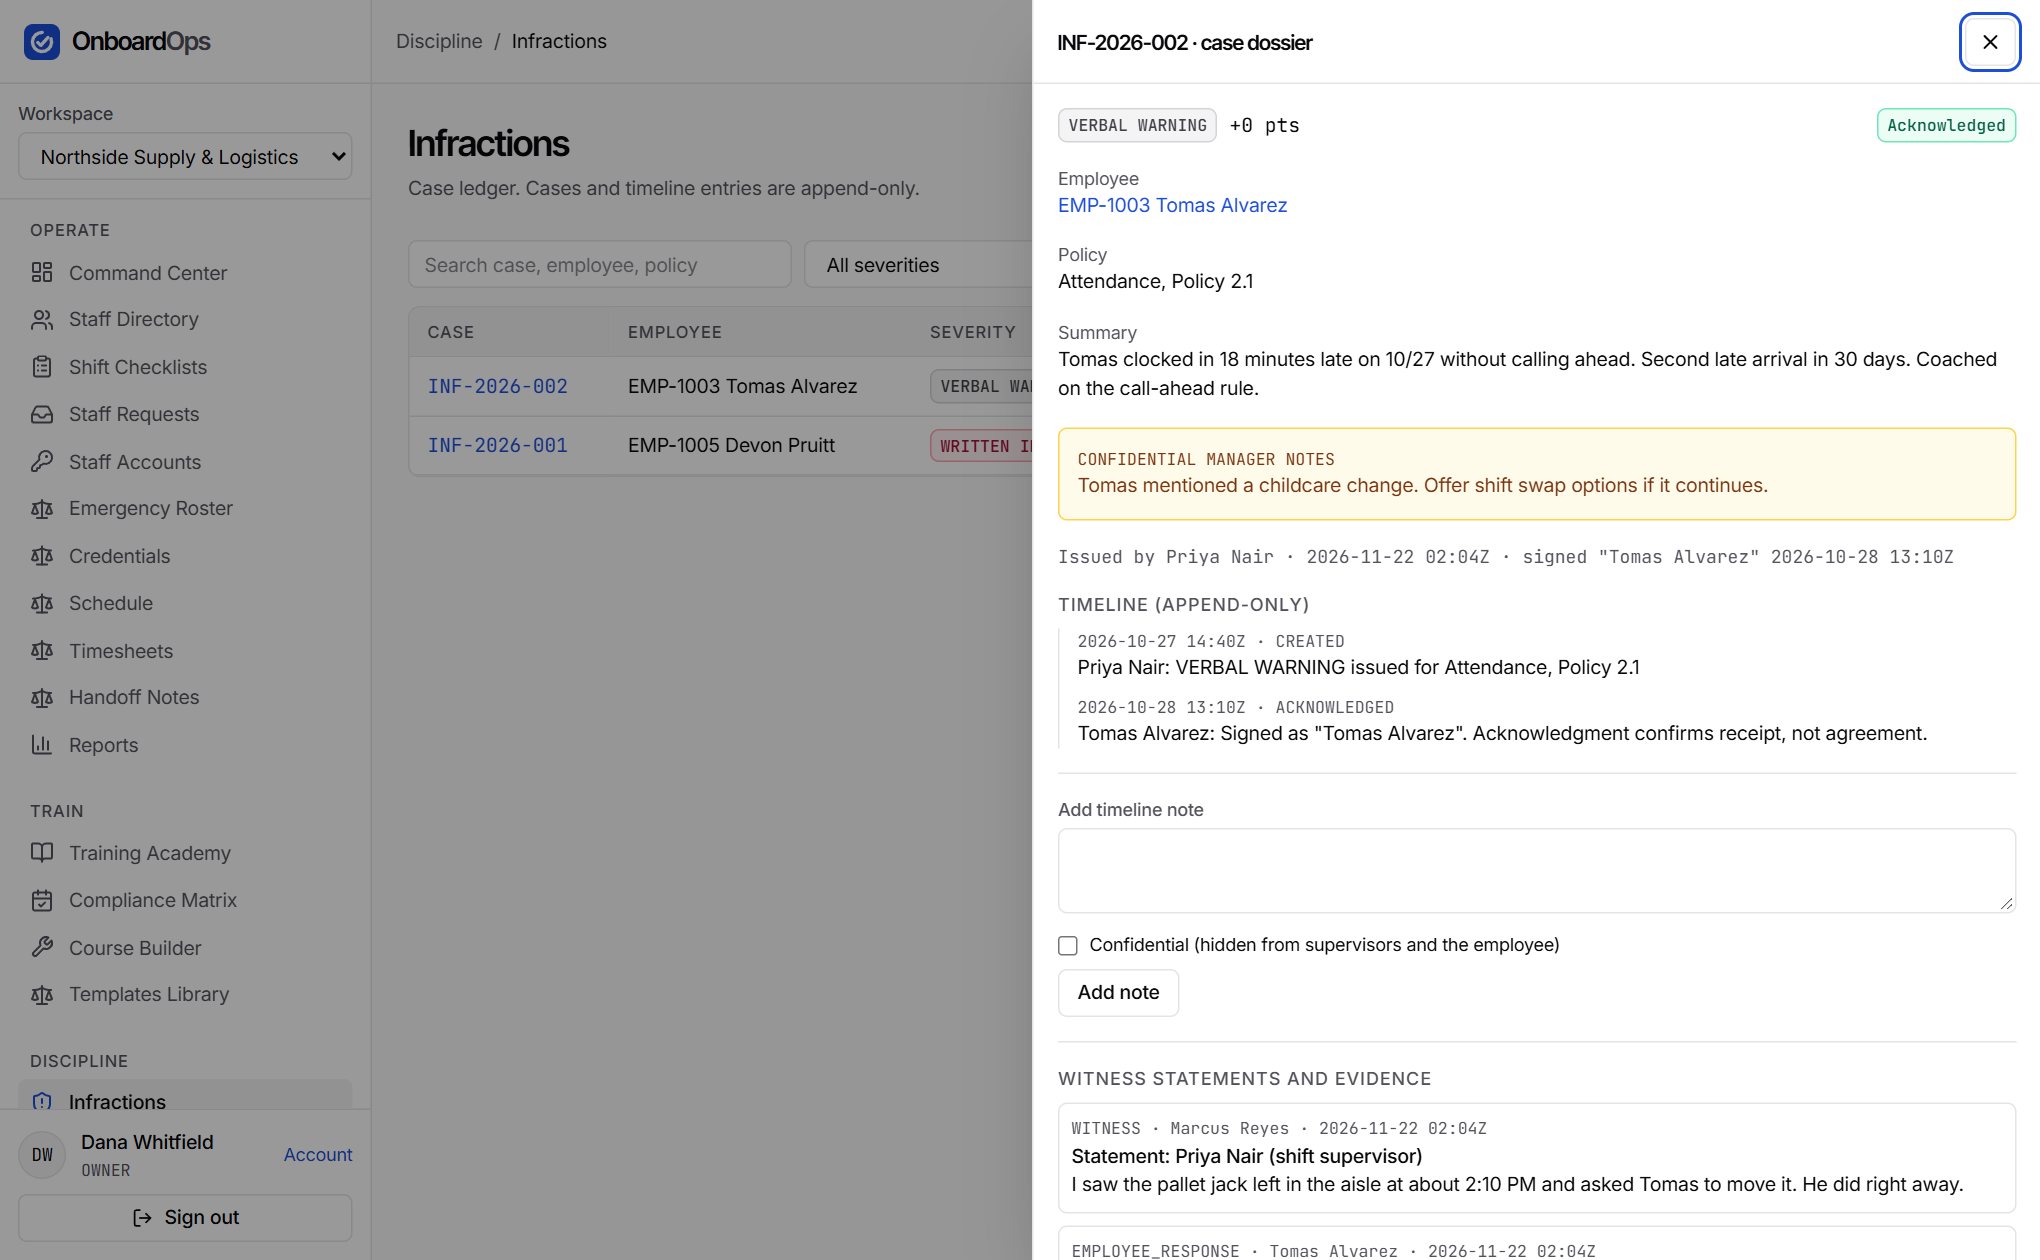 OnboardOps
Workspace
Northside Supply & Logistics
OPERATE
Command Center
Staff Directory
Shift Checklists
Staff Requests
Staff Accounts
Emergency Roster
Credentials
Schedule
Timesheets
Handoff Notes
Reports
TRAIN
Training Academy
Compliance Matrix
Course Builder
Templates Library
DISCIPLINE
Infractions
DW
Dana Whitfield
OWNER
Account
Sign out
Discipline / Infractions
Infractions
Case ledger. Cases and timeline entries are append-only.
Search case, employee, policy
All severities
CASE EMPLOYEE SEVERITY
INF-2026-002 EMP-1003 Tomas Alvarez VERBAL WA
INF-2026-001 EMP-1005 Devon Pruitt WRITTEN I
INF-2026-002 · case dossier
VERBAL WARNING +0 pts
Acknowledged
Employee
EMP-1003 Tomas Alvarez
Policy
Attendance, Policy 2.1
Summary
Tomas clocked in 18 minutes late on 10/27 without calling ahead. Second late arrival in 30 days. Coached
on the call-ahead rule.
CONFIDENTIAL MANAGER NOTES
Tomas mentioned a childcare change. Offer shift swap options if it continues.
Issued by Priya Nair · 2026-11-22 02:04Z · signed "Tomas Alvarez" 2026-10-28 13:10Z
TIMELINE (APPEND-ONLY)
2026-10-27 14:40Z · CREATED
Priya Nair: VERBAL WARNING issued for Attendance, Policy 2.1
2026-10-28 13:10Z · ACKNOWLEDGED
Tomas Alvarez: Signed as "Tomas Alvarez". Acknowledgment confirms receipt, not agreement.
Add timeline note
Confidential (hidden from supervisors and the employee)
Add note
WITNESS STATEMENTS AND EVIDENCE
WITNESS · Marcus Reyes · 2026-11-22 02:04Z
Statement: Priya Nair (shift supervisor)
I saw the pallet jack left in the aisle at about 2:10 PM and asked Tomas to move it. He did right away.
EMPLOYEE_RESPONSE · Tomas Alvarez · 2026-11-22 02:04Z